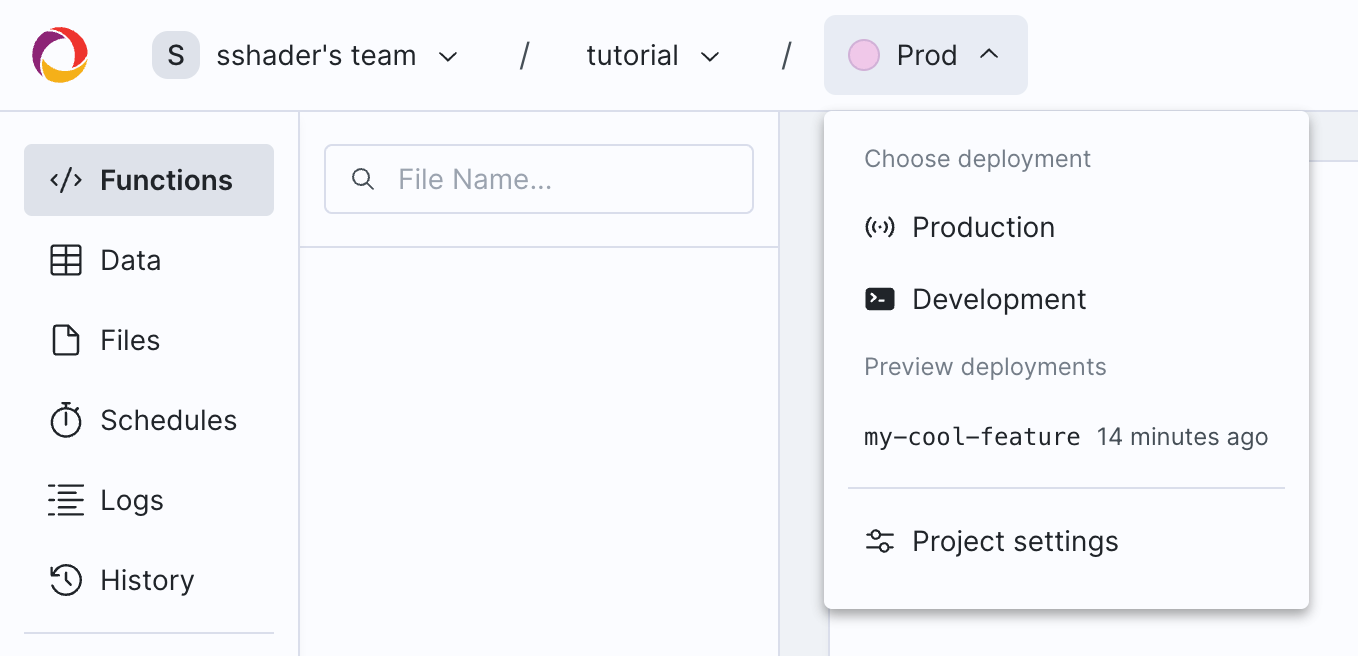 S sshader's team / tutorial / Prod
Functions
Data
Files
Schedules
Logs
History
File Name...
Choose deployment
Production
Development
Preview deployments
my-cool-feature 14 minutes ago
Project settings